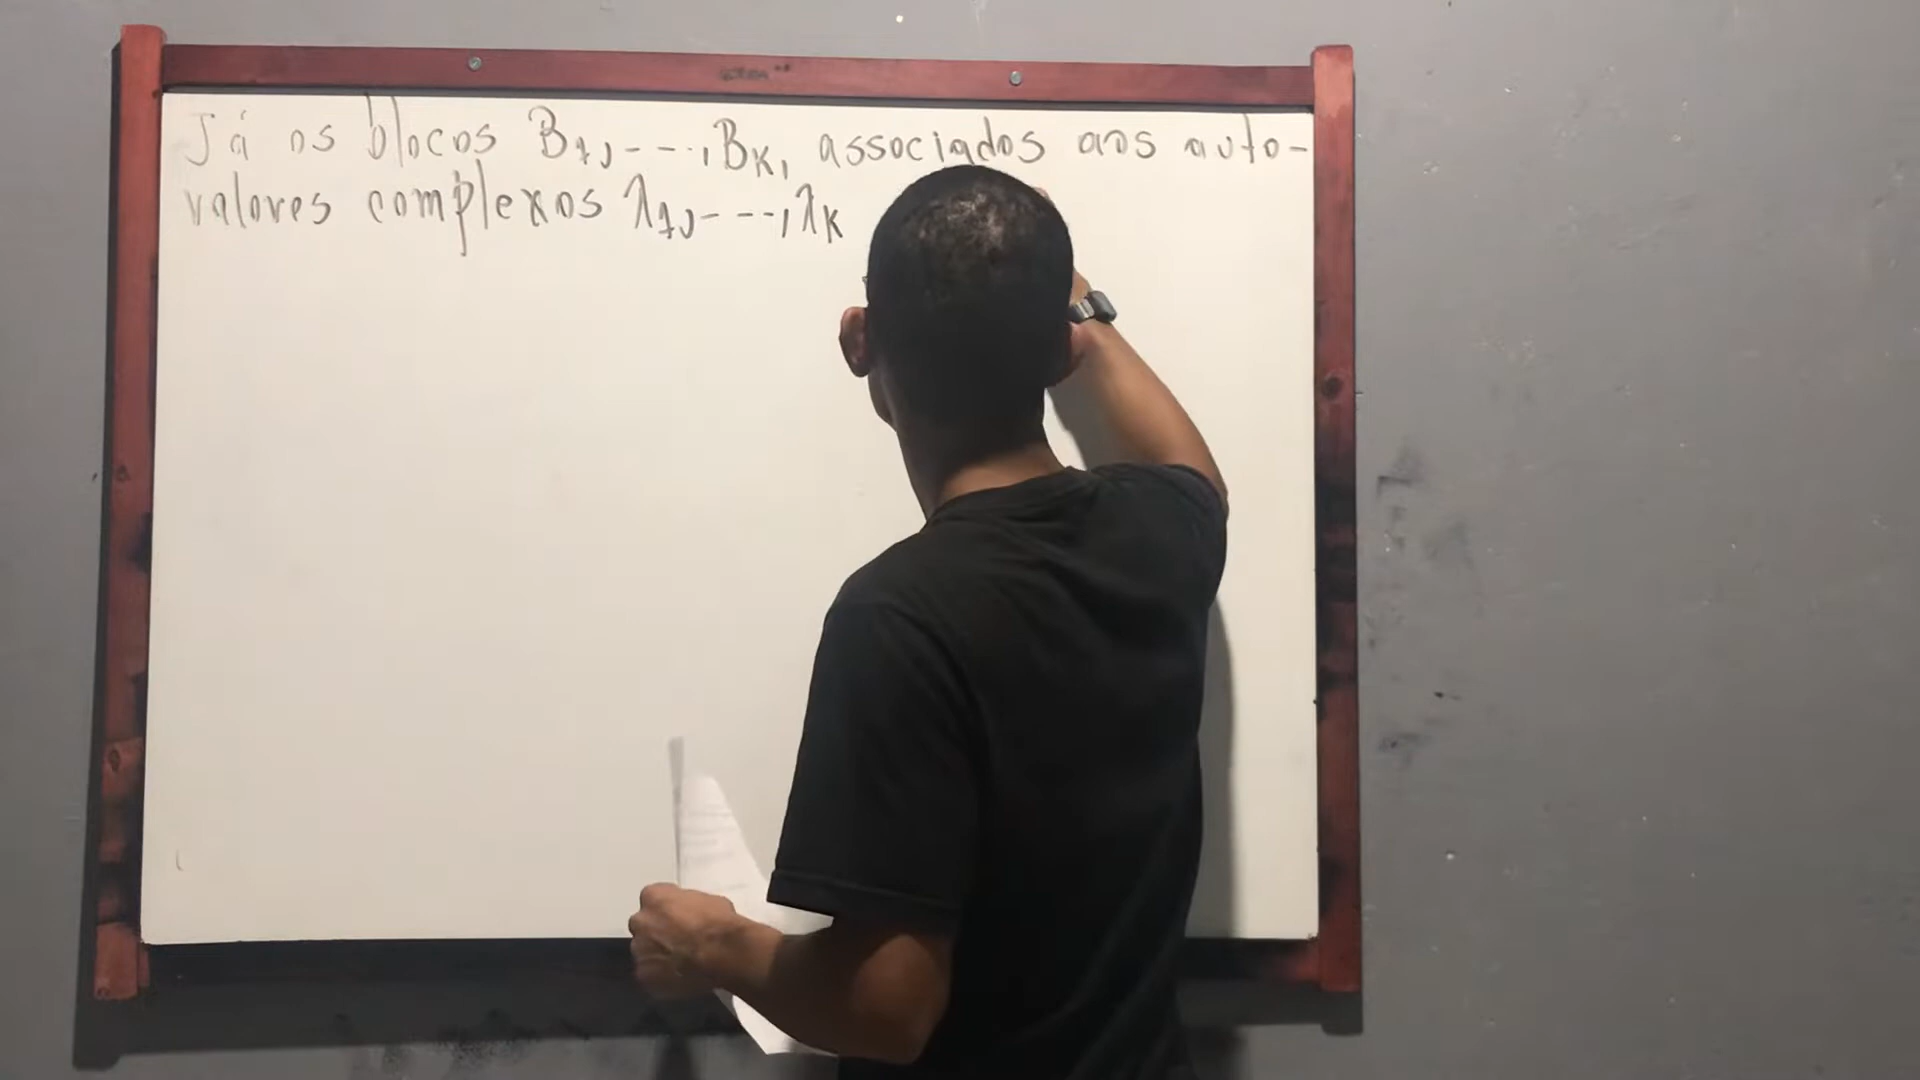 Já os blocos B₁,---,Bₖ, associados aos auto-
valores complexos λ₁,---,λₖ